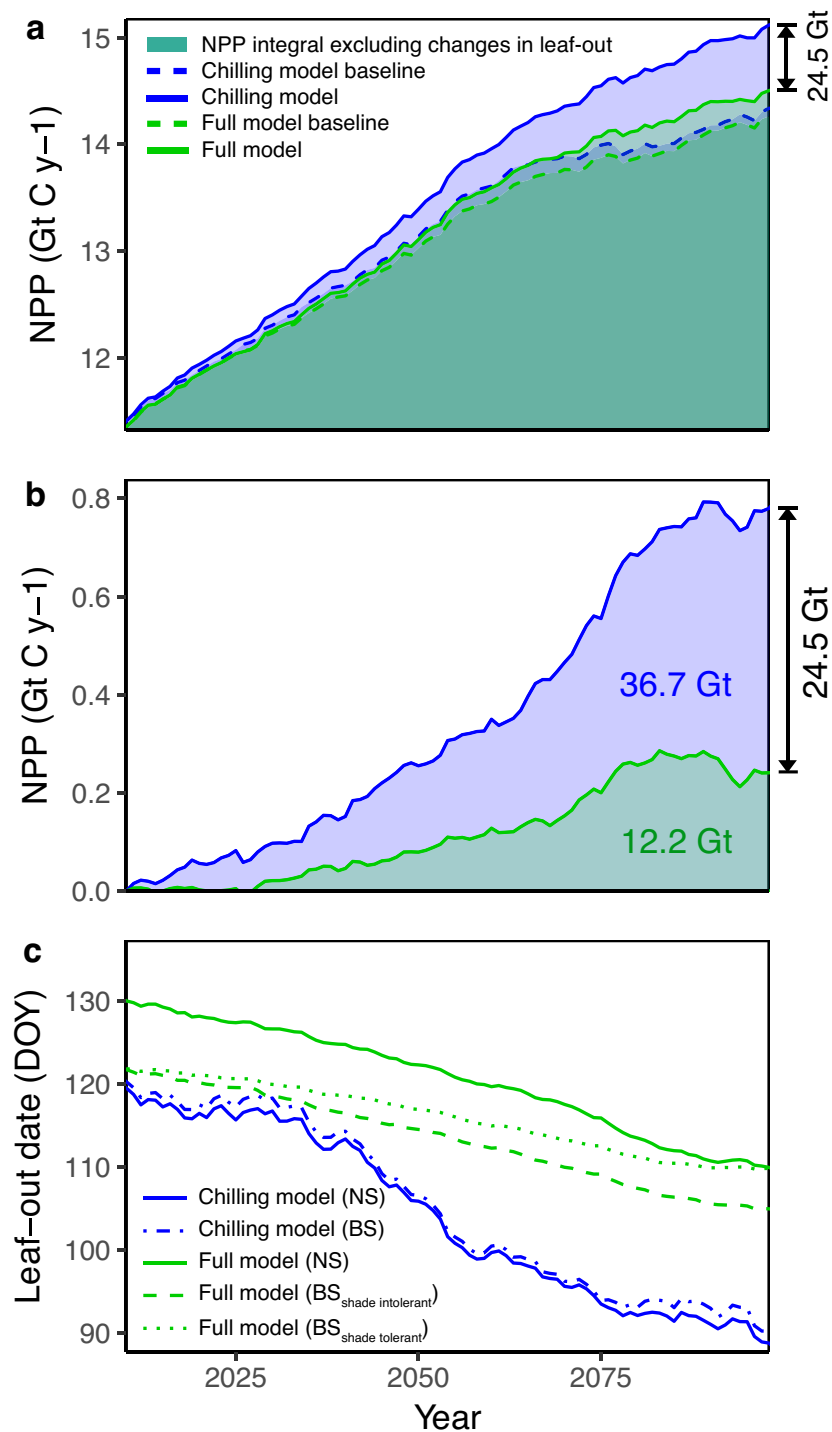 a
15
14
13
12
NPP (Gt C y−1)
NPP integral excluding changes in leaf-out
Chilling model baseline
Chilling model
Full model baseline
Full model
24.5 Gt
b
0.8
0.6
0.4
0.2
0.0
NPP (Gt C y−1)
36.7 Gt
12.2 Gt
24.5 Gt
c
130
120
110
100
90
Leaf−out date (DOY)
Chilling model (NS)
Chilling model (BS)
Full model (NS)
Full model (BS shade intolerant)
Full model (BS shade tolerant)
2025 2050 2075
Year